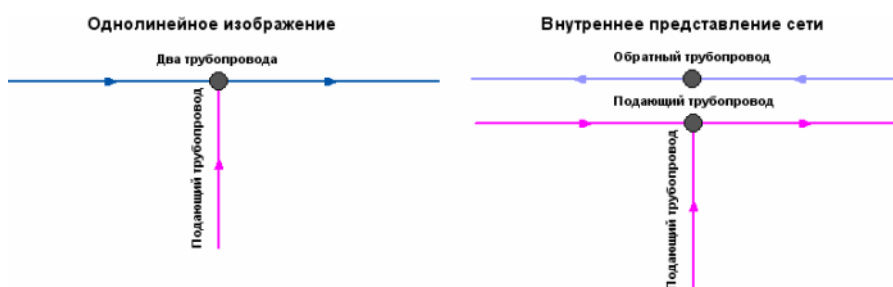 Однолинейное изображение
Два трубопровода
Подающий трубопровод
Внутреннее представление сети
Обратный трубопровод
Подающий трубопровод
Подающий трубопровод